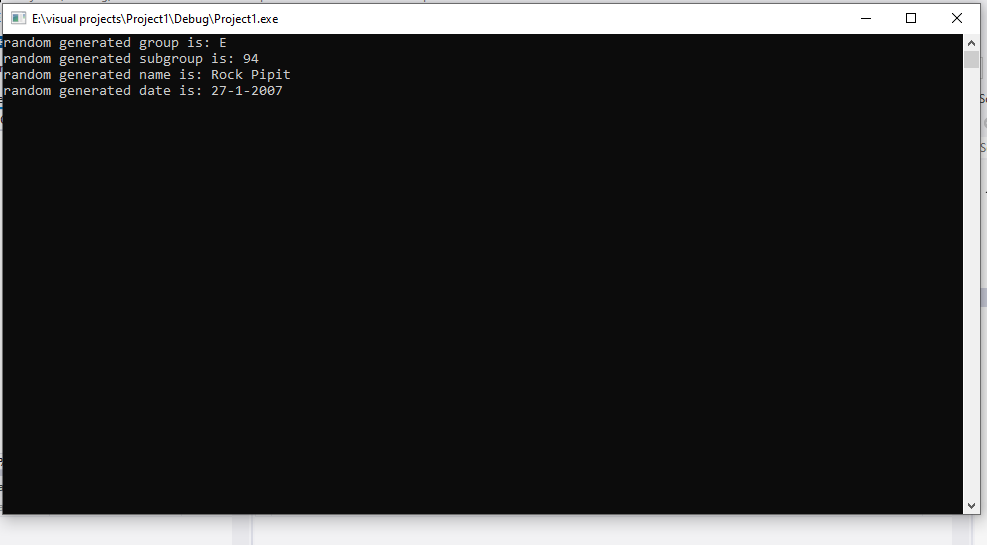 E:\visual projects\Project1\Debug\Project1.exe
random generated group is: E
random generated subgroup is: 94
random generated name is: Rock Pipit
random generated date is: 27-1-2007